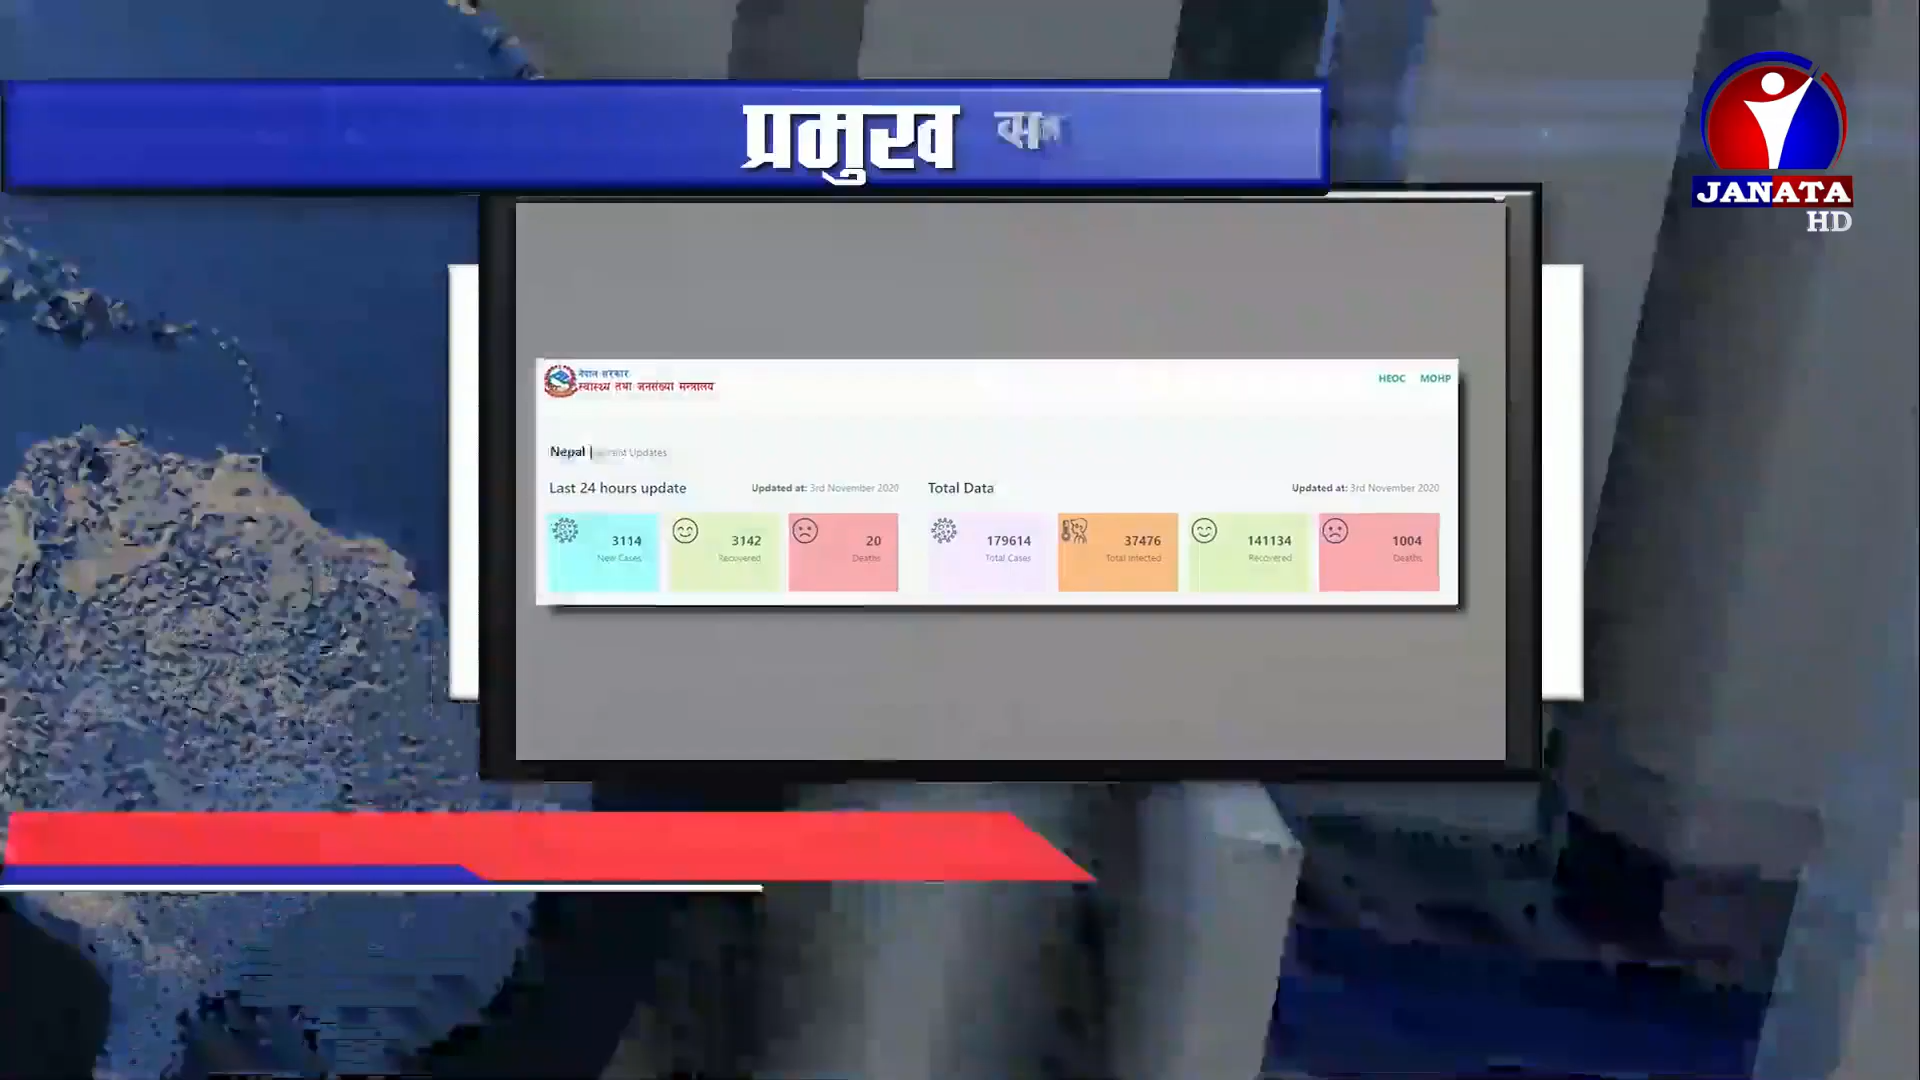 प्रमुख
JANATA
HD
नेपाल सरकार
स्वास्थ्य तथा जनसंख्या मन्त्रालय
HEOC MOHP
Nepal | Updates
Last 24 hours update Updated at: 3rd November 2020 Total Data Updated at: 3rd November 2020
3114 3142 20 179614 37476 141134 1004
New Cases Recovered Deaths Total Cases Total Infected Recovered Deaths